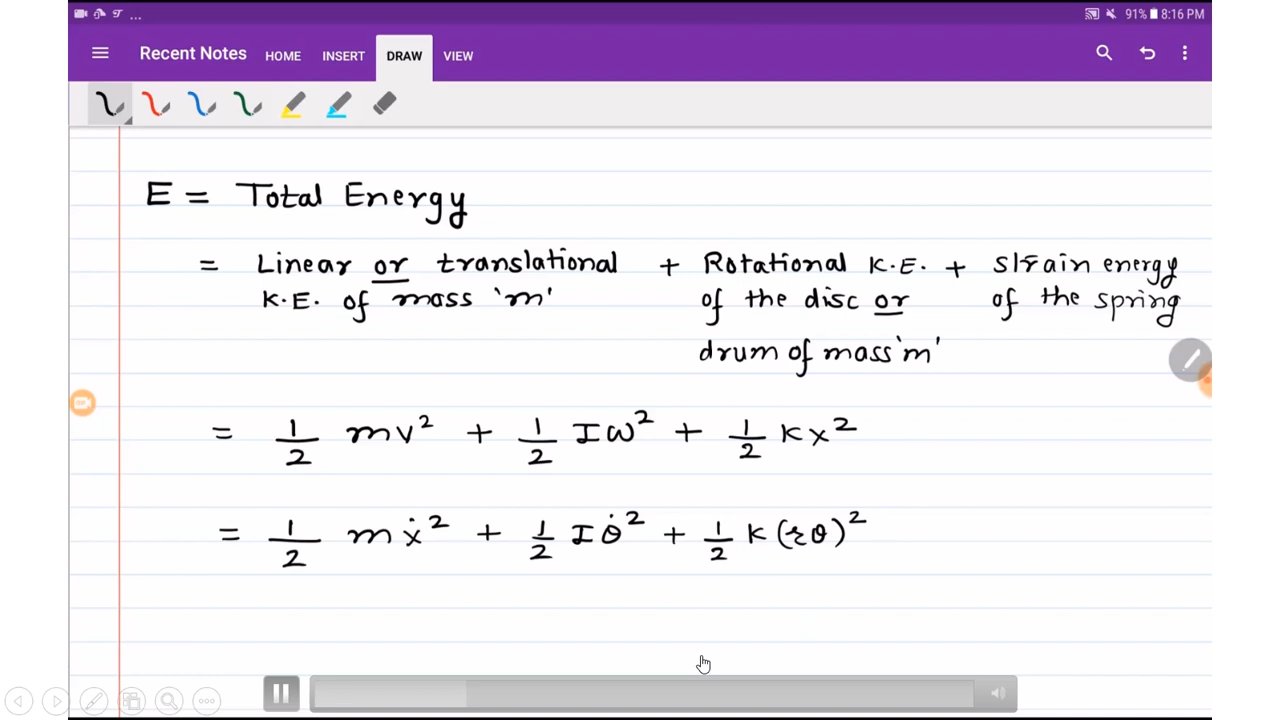 91% 8:16 PM
Recent Notes HOME INSERT DRAW VIEW
E = Total Energy
= Linear or translational + Rotational K.E. + strain energy
K.E. of mass 'm' of the disc or of the spring
drum of mass 'm'
= 1/2 mv² + 1/2 Iω² + 1/2 kx²
= 1/2 mẋ² + 1/2 Iθ̇² + 1/2 k(rθ)²